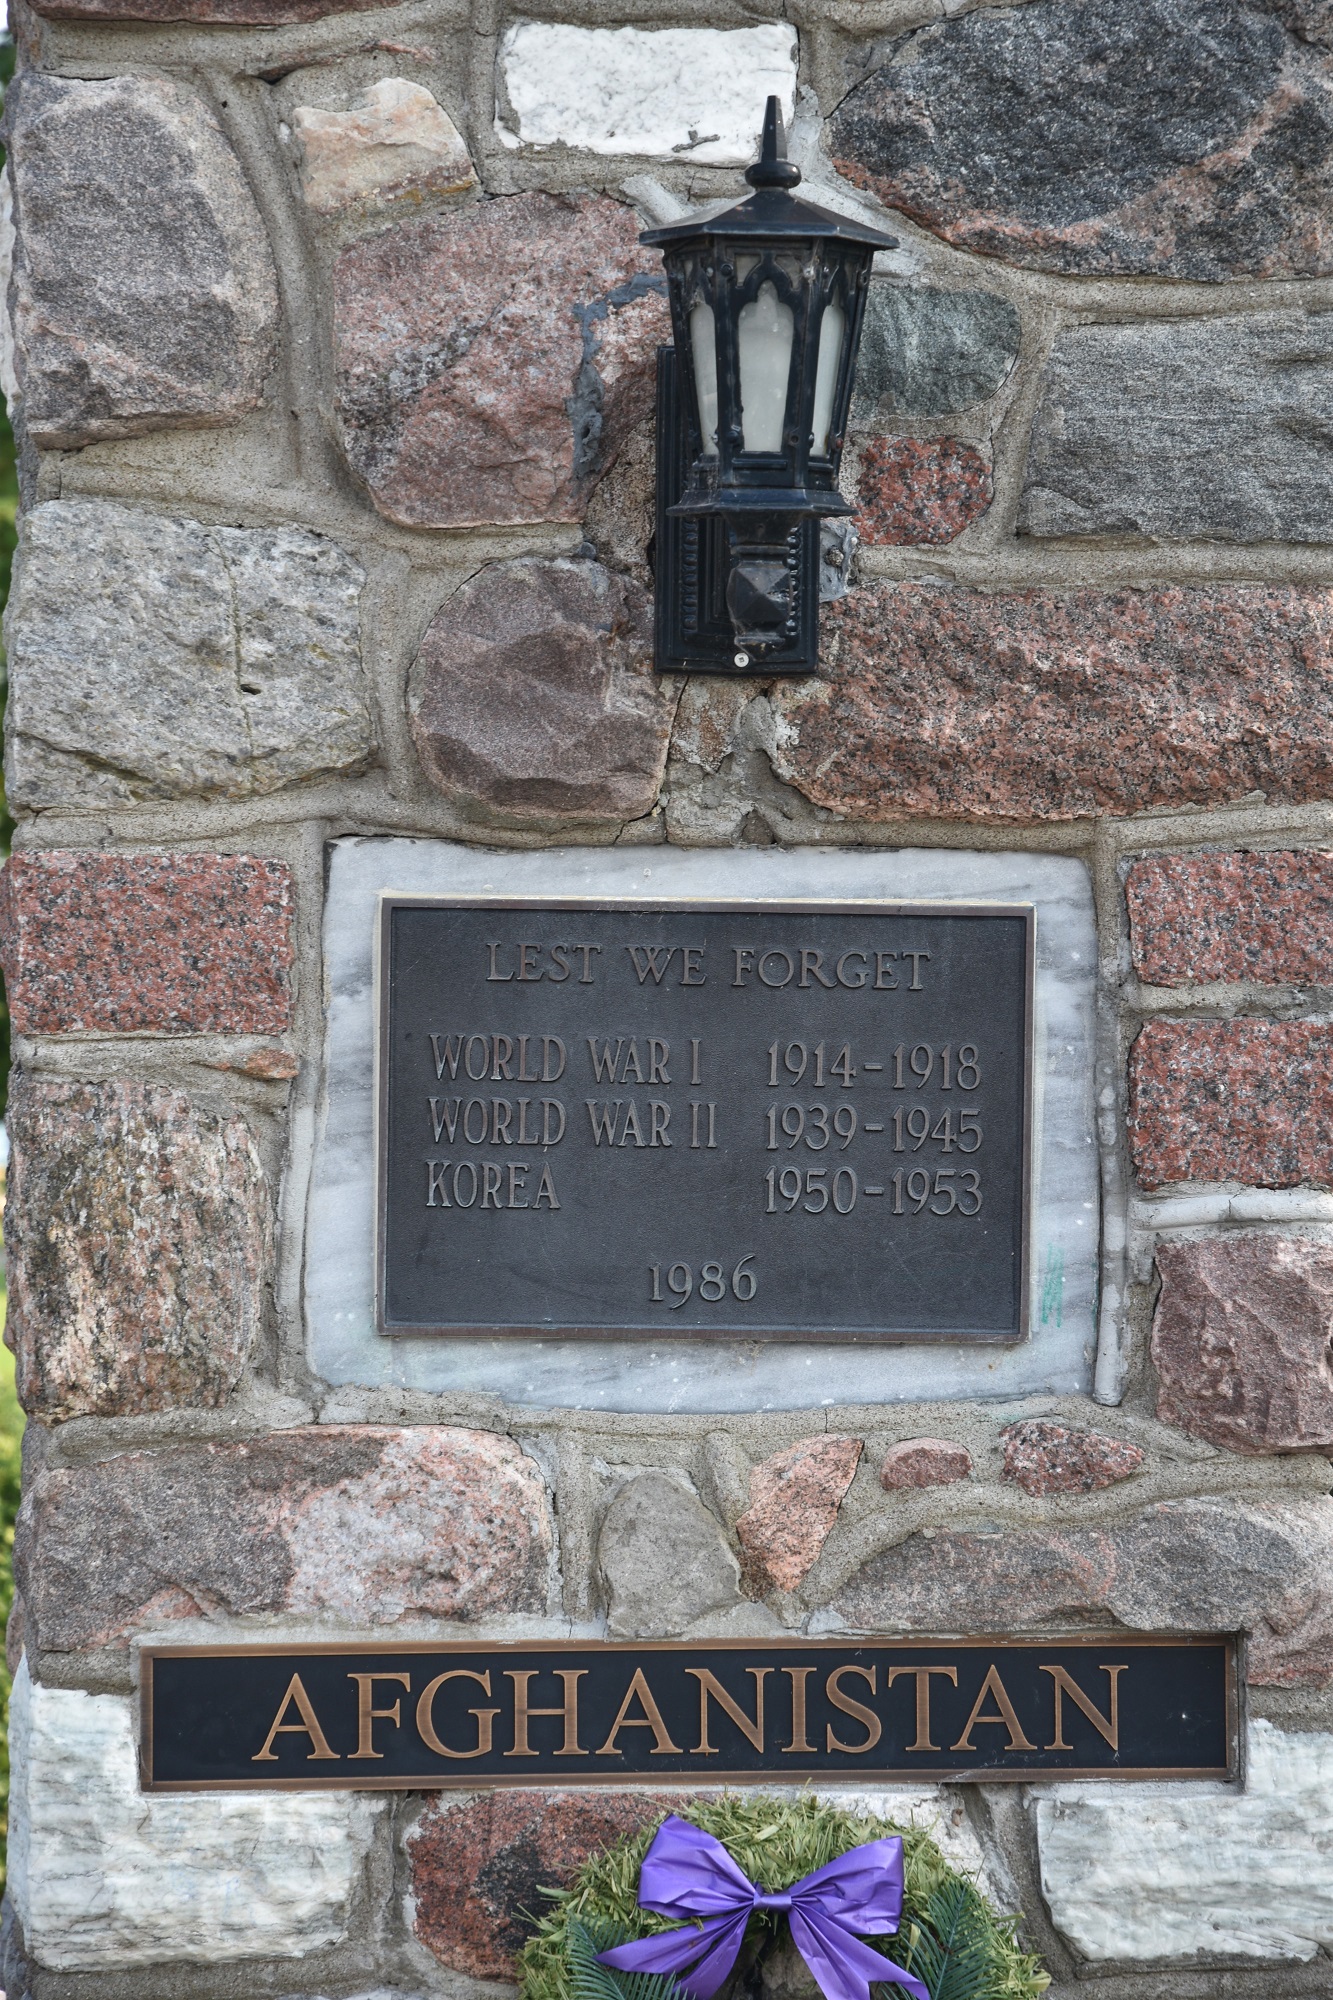 LEST WE FORGET
WORLD WAR I 1914-1918
WORLD WAR II 1939-1945
KOREA 1950-1953
1986
AFGHANISTAN